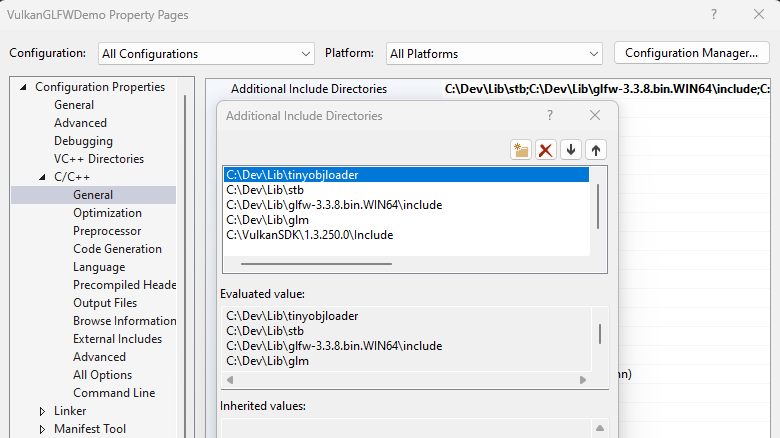 VulkanGLFWDemo Property Pages
Configuration: All Configurations Platform: All Platforms Configuration Manager...
Configuration Properties
General
Advanced
Debugging
VC++ Directories
C/C++
General
Optimization
Preprocessor
Code Generation
Language
Precompiled Heade
Output Files
Browse Information
External Includes
Advanced
All Options
Command Line
Linker
Manifest Tool
Additional Include Directories C:\Dev\Lib\stb;C:\Dev\Lib\glfw-3.3.8.bin.WIN64\include;C:
Additional Include Directories
C:\Dev\Lib\tinyobjloader
C:\Dev\Lib\stb
C:\Dev\Lib\glfw-3.3.8.bin.WIN64\include
C:\Dev\Lib\glm
C:\VulkanSDK\1.3.250.0\Include
Evaluated value:
C:\Dev\Lib\tinyobjloader
C:\Dev\Lib\stb
C:\Dev\Lib\glfw-3.3.8.bin.WIN64\include
C:\Dev\Lib\glm
Inherited values: